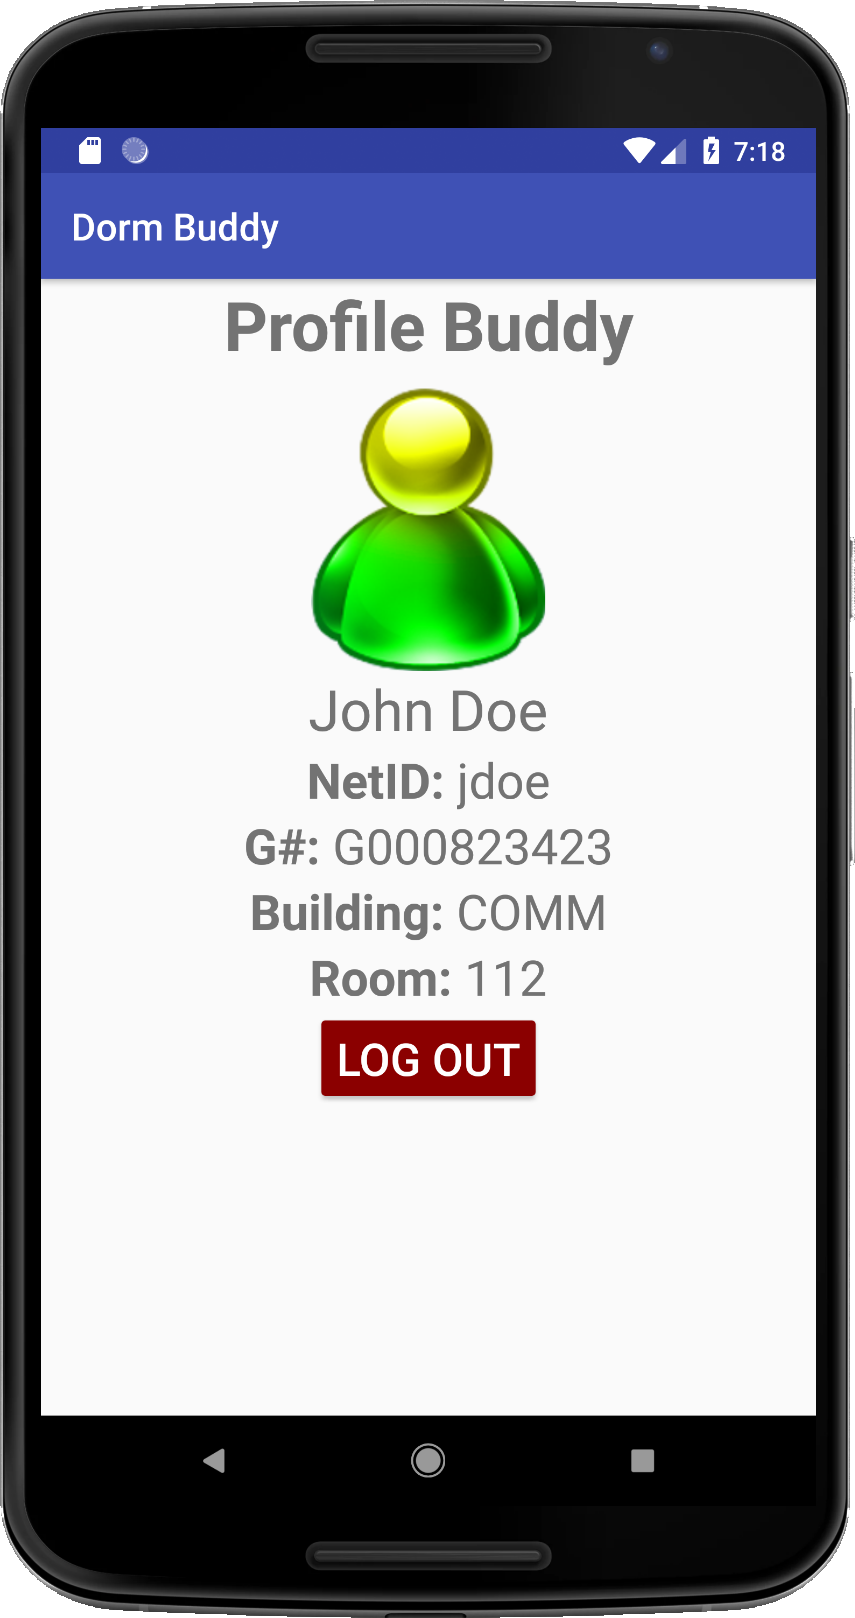 7:18
Dorm Buddy
Profile Buddy
John Doe
NetID: jdoe
G#: G000823423
Building: COMM
Room: 112
LOG OUT